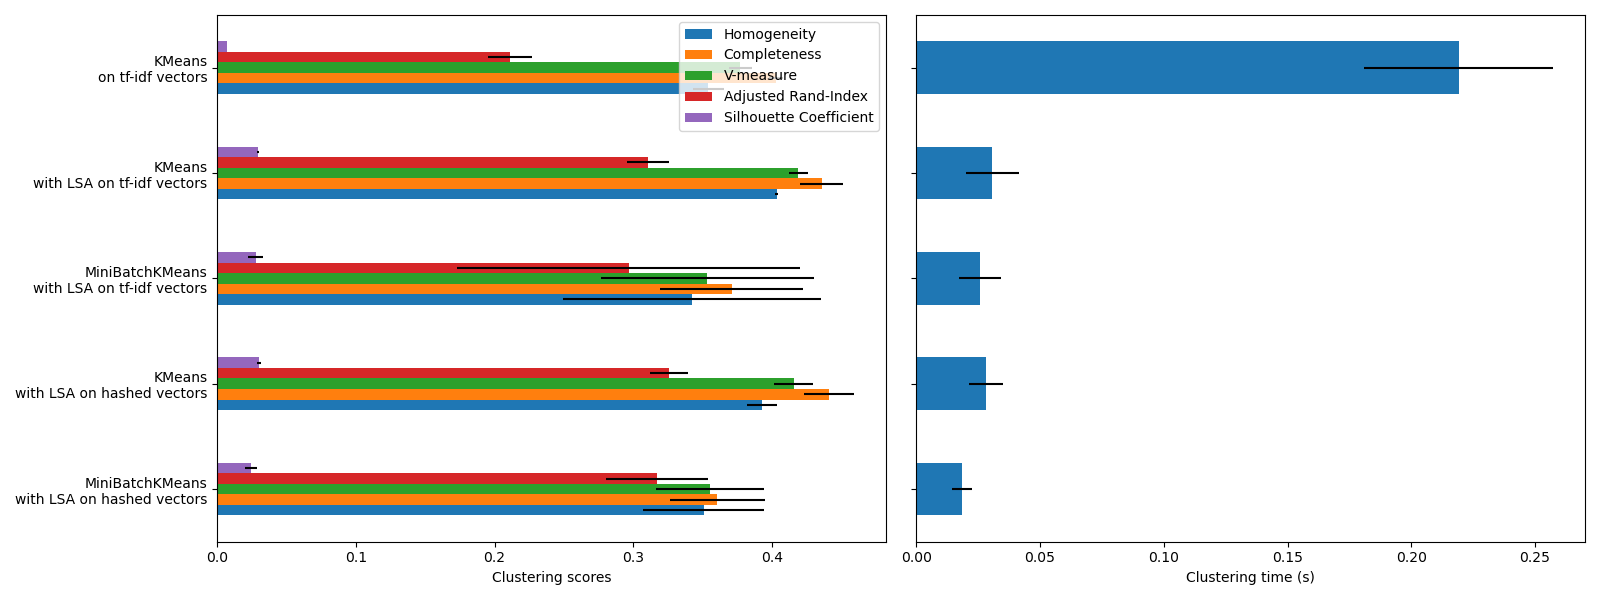 KMeans
on tf-idf vectors
KMeans
with LSA on tf-idf vectors
MiniBatchKMeans
with LSA on tf-idf vectors
KMeans
with LSA on hashed vectors
MiniBatchKMeans
with LSA on hashed vectors
Homogeneity
Completeness
V-measure
Adjusted Rand-Index
Silhouette Coefficient
0.0 0.1 0.2 0.3 0.4
Clustering scores
0.00 0.05 0.10 0.15 0.20 0.25
Clustering time (s)